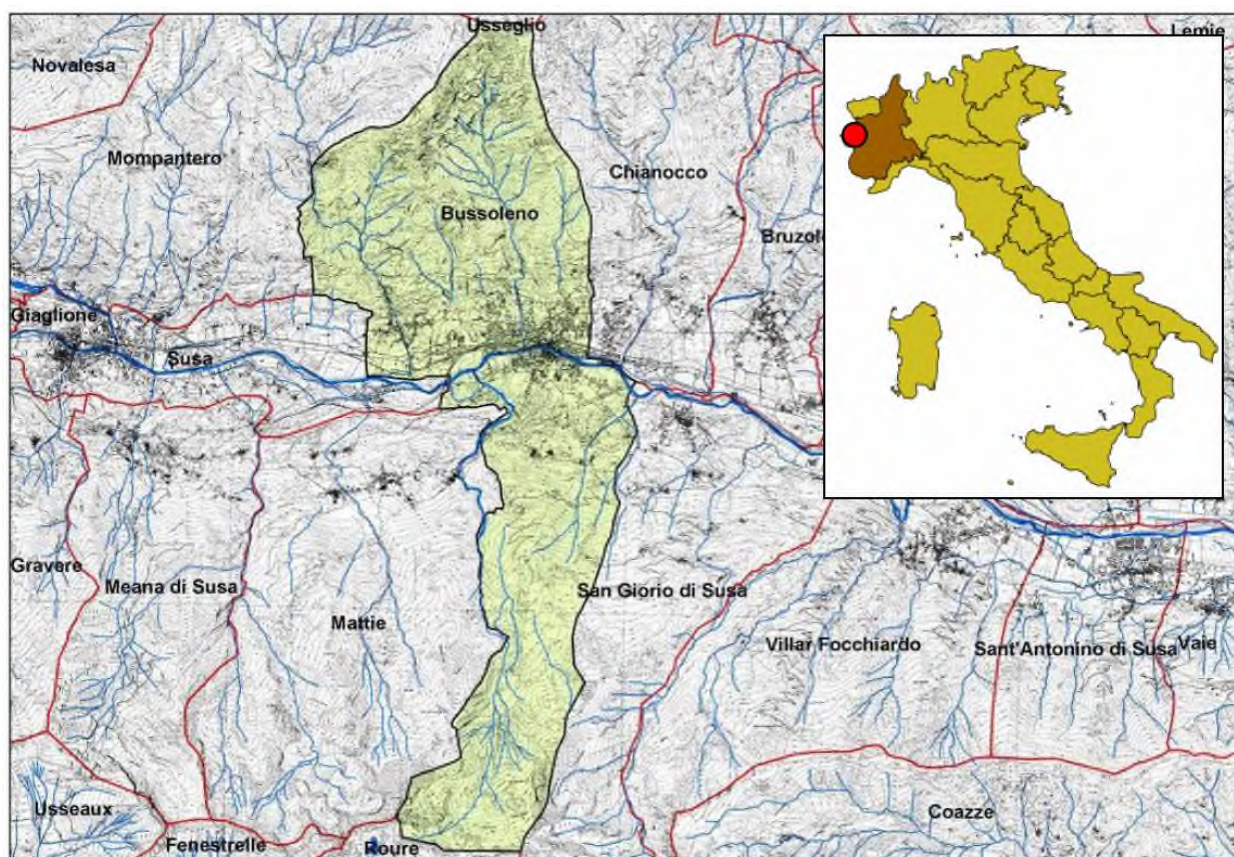 Usseglio
Lemie
Novalesa
Mompantero
Chianocco
Bussoleno
Giaglione
Susa
Gravere
Meana di Susa
Mattie
San Giorio di Susa
Villar Focchiardo
Sant'Antonino di Susa
Vaie
Usseaux
Fenestrelle
Roure
Coazze